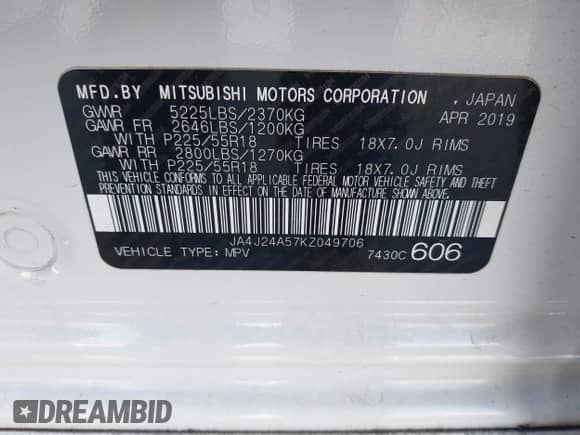 MFD.BY MITSUBISHI MOTORS CORPORATION , JAPAN
GVWR 5225LBS/2370KG APR 2019
GAWR FR 2646LBS/1200KG
WITH P225/55R18 TIRES 18X7.0J RIMS
GAWR RR 2800LBS/1270KG
WITH P225/55R18 TIRES 18X7.0J RIMS
THIS VEHICLE CONFORMS TO ALL APPLICABLE FEDERAL MOTOR VEHICLE SAFETY AND THEFT
PREVENTION STANDARDS IN EFFECT ON THE DATE OF MANUFACTURE SHOWN ABOVE.
JA4J24A57KZ049706
VEHICLE TYPE: MPV 7430C 606
DREAMBID